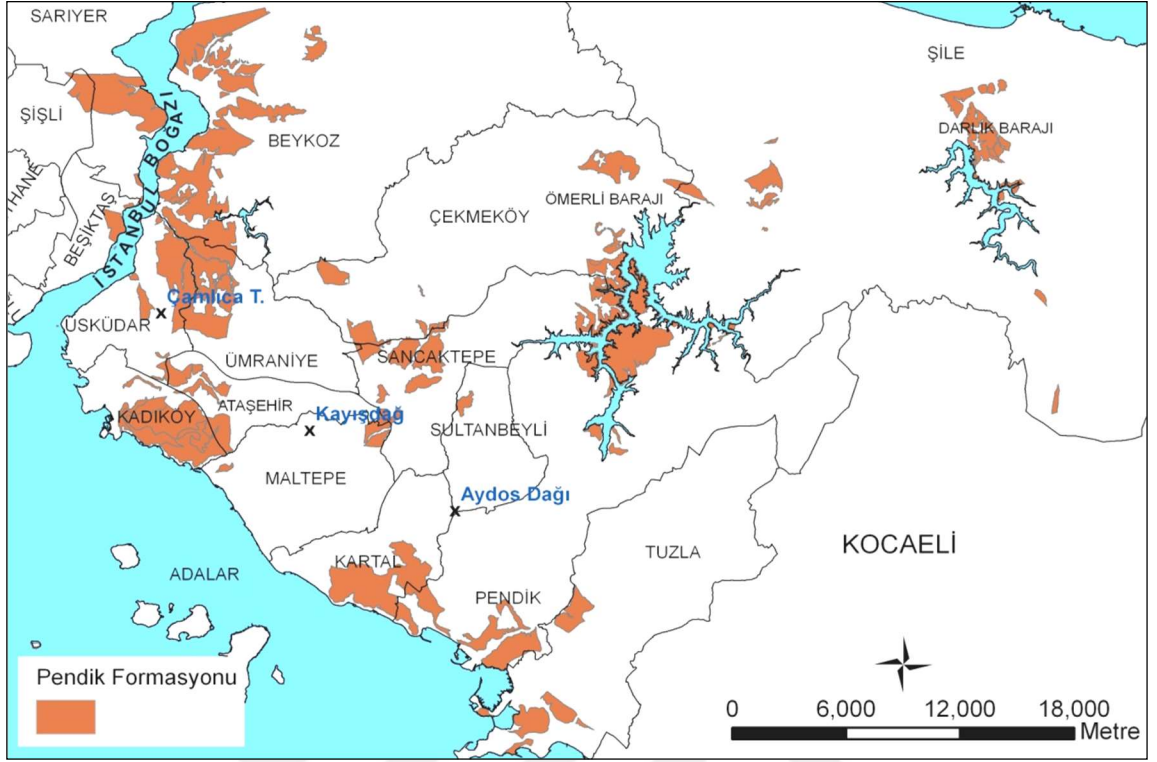 SARIYER
ŞİLE
ŞİŞLİ
DARLIK BARAJI
İSTANBUL BOĞAZI
BEYKOZ
THANE
BEŞİKTAŞ
ÖMERLİ BARAJI
ÇEKMEKÖY
Çamlıca T.
ÜSKÜDAR
ÜMRANİYE
SANCAKTEPE
ATAŞEHİR
KADIKÖY
Kayışdağ
SULTANBEYLİ
MALTEPE
Aydos Dağı
KOCAELİ
TUZLA
KARTAL
ADALAR
PENDİK
Pendik Formasyonu
0 6,000 12,000 18,000
Metre